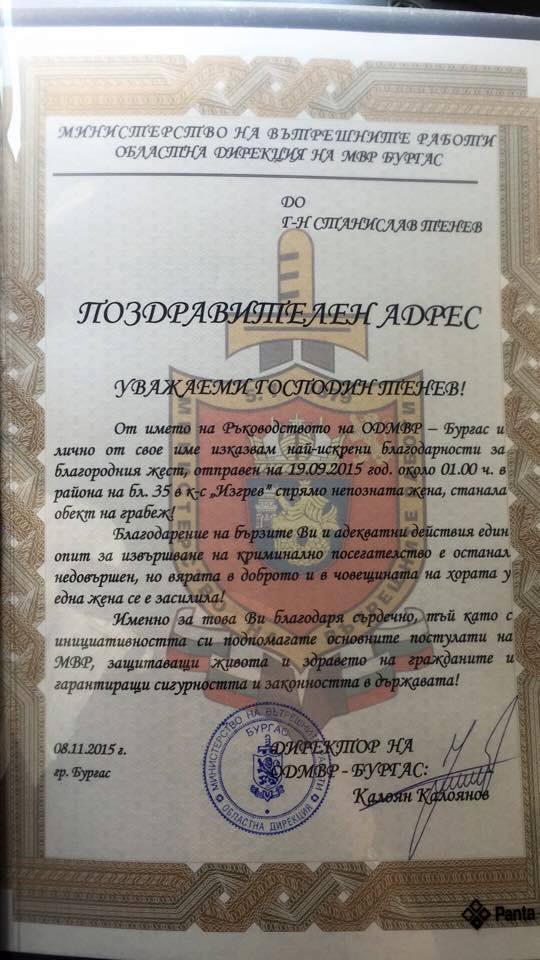 МИНИСТЕРСТВО НА ВЪТРЕШНИТЕ РАБОТИ
ОБЛАСТНА ДИРЕКЦИЯ НА МВР БУРГАС
ДО
Г-Н СТАНИСЛАВ ТЕНЕВ
ПОЗДРАВИТЕЛЕН АДРЕС
УВАЖАЕМИ ГОСПОДИН ТЕНЕВ!
От името на Ръководството на ОДМВР – Бургас и
лично от свое име изказвам най-искрени благодарности за
благородния жест, отправен на 19.09.2015 год. около 01.00 ч. в
района на бл. 35 в к-с „Изгрев" спрямо непозната жена, станала
обект на грабеж!
Благодарение на бързите Ви и адекватни действия един
опит за извършване на криминално посегателство е останал
недовършен, но вярата в доброто и в човещината на хората у
една жена се е засилила!
Именно за това Ви благодаря сърдечно, тъй като с
инициативността си подпомагате основните постулати на
МВР, защитаващи живота и здравето на гражданите и
гарантиращи сигурността и законността в държавата!
08.11.2015 г.
гр. Бургас
ДИРЕКТОР НА
ОДМВР - БУРГАС:
Калоян Калоянов
МИНИСТЕРСТВО НА ВЪТРЕШНИТЕ РАБОТИ
БУРГАС
ОБЛАСТНА ДИРЕКЦИЯ
Panta